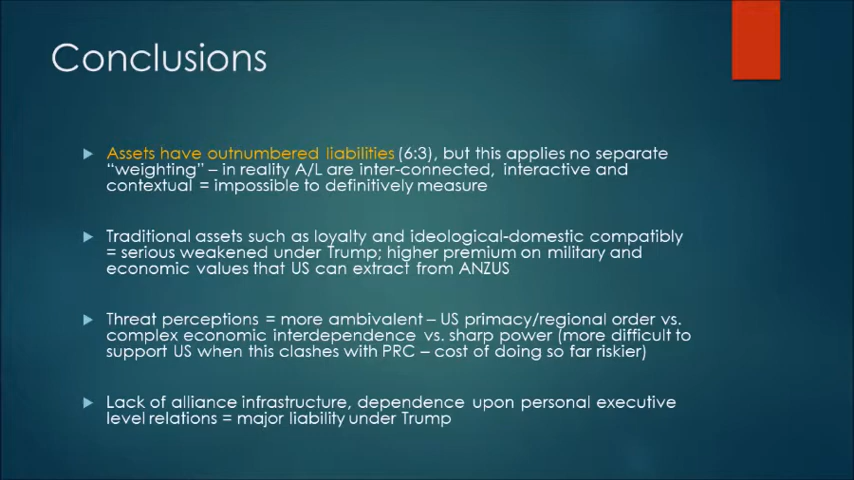 Conclusions
Assets have outnumbered liabilities (6:3), but this applies no separate
“weighting” – in reality A/L are inter-connected, interactive and
contextual = impossible to definitively measure
Traditional assets such as loyalty and ideological-domestic compatibly
= serious weakened under Trump; higher premium on military and
economic values that US can extract from ANZUS
Threat perceptions = more ambivalent – US primacy/regional order vs.
complex economic interdependence vs. sharp power (more difficult to
support US when this clashes with PRC – cost of doing so far riskier)
Lack of alliance infrastructure, dependence upon personal executive
level relations = major liability under Trump